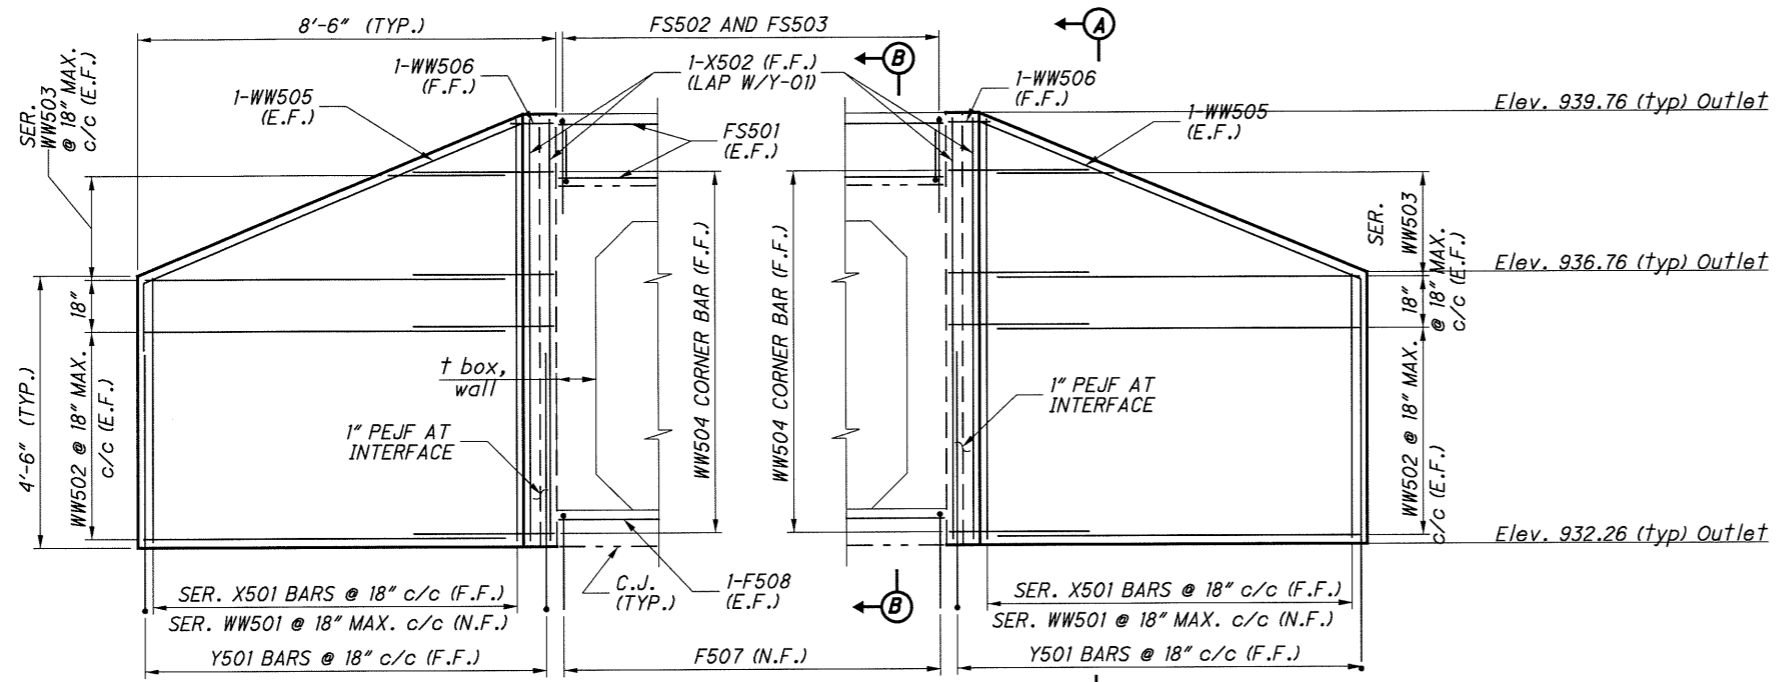 8'-6" (TYP.)
FS502 AND FS503
A
B
1-WW506
(F.F.)
1-X502 (F.F.)
(LAP W/Y-01)
1-WW506
(F.F.)
1-WW505
(E.F.)
1-WW505
(E.F.)
Elev. 939.76 (typ) Outlet
SER.
WW503
@ 18" MAX.
c/c (E.F.)
FS501
(E.F.)
SER.
WW503
@ 18" MAX.
c/c (E.F.)
Elev. 936.76 (typ) Outlet
18"
18"
WW504 CORNER BAR (F.F.)
WW504 CORNER BAR (F.F.)
4'-6" (TYP.)
WW502 @ 18" MAX.
c/c (E.F.)
t box,
wall
1" PEJF AT
INTERFACE
1" PEJF AT
INTERFACE
WW502 @ 18" MAX.
c/c (E.F.)
Elev. 932.26 (typ) Outlet
C.J.
(TYP.)
1-F508
(E.F.)
B
SER. X501 BARS @ 18" c/c (F.F.)
SER. WW501 @ 18" MAX. c/c (N.F.)
Y501 BARS @ 18" c/c (F.F.)
F507 (N.F.)
SER. X501 BARS @ 18" c/c (F.F.)
SER. WW501 @ 18" MAX. c/c (N.F.)
Y501 BARS @ 18" c/c (F.F.)